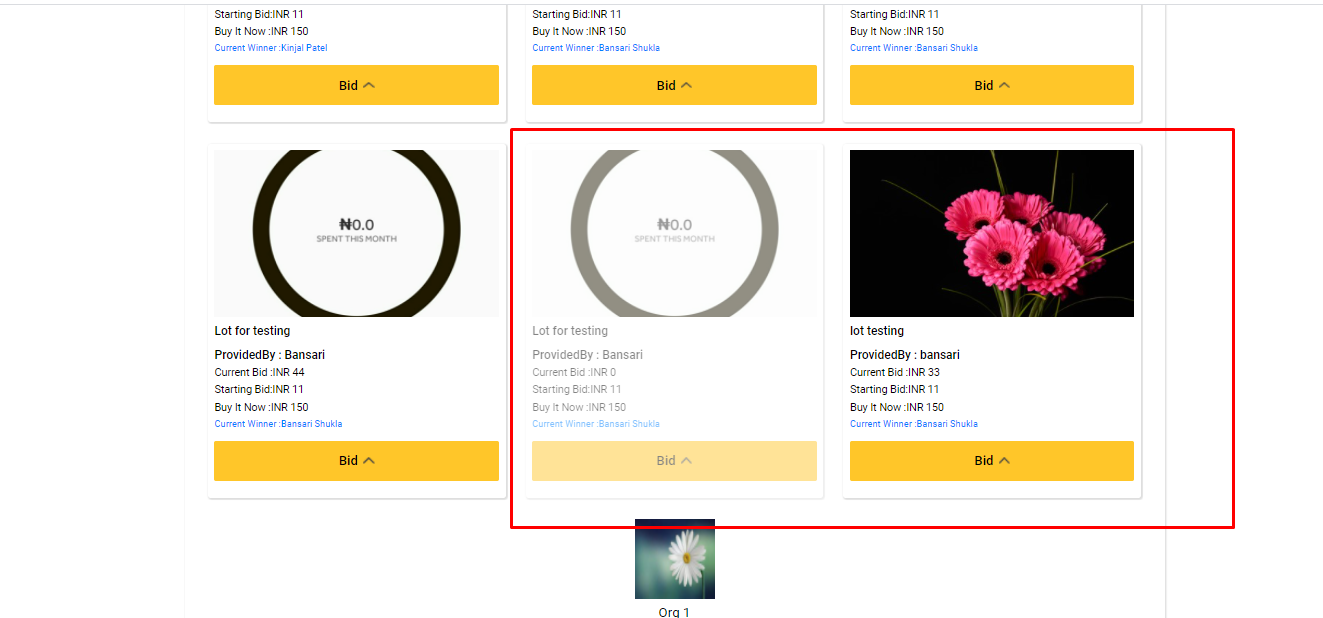 Starting Bid:INR 11
Buy It Now :INR 150
Current Winner :Kinjal Patel
Bid
Starting Bid:INR 11
Buy It Now :INR 150
Current Winner :Bansari Shukla
Bid
Starting Bid:INR 11
Buy It Now :INR 150
Current Winner :Bansari Shukla
Bid
₦0.0
SPENT THIS MONTH
Lot for testing
ProvidedBy : Bansari
Current Bid :INR 44
Starting Bid:INR 11
Buy It Now :INR 150
Current Winner :Bansari Shukla
Bid
₦0.0
SPENT THIS MONTH
Lot for testing
ProvidedBy : Bansari
Current Bid :INR 0
Starting Bid:INR 11
Buy It Now :INR 150
Current Winner :Bansari Shukla
Bid
lot testing
ProvidedBy : bansari
Current Bid :INR 33
Starting Bid:INR 11
Buy It Now :INR 150
Current Winner :Bansari Shukla
Bid
Org 1